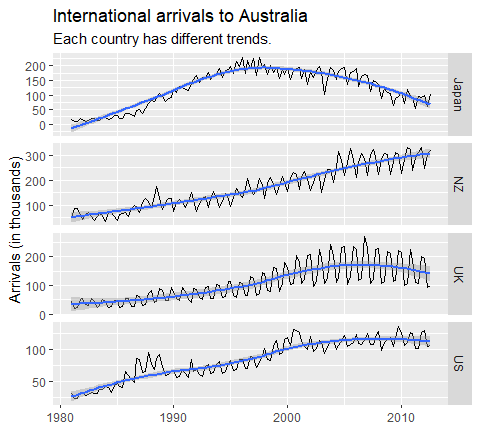 International arrivals to Australia
Each country has different trends.
Arrivals (in thousands)
200
150
100
50
0
Japan
300
200
100
NZ
200
100
0
UK
100
50
US
1980
1990
2000
2010